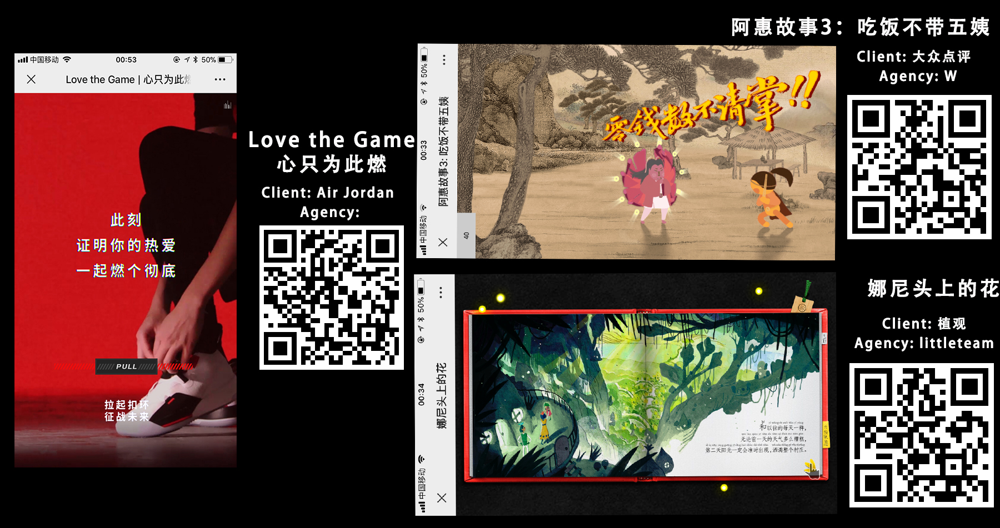 中国移动 00:53 50%
Love the Game | 心只为此燃
此刻
证明你的热爱
一起燃个彻底
PULL
拉起扣环
征战未来
Love the Game
心只为此燃
Client: Air Jordan
Agency:
中国移动 00:33 50%
阿惠故事3: 吃饭不带五姨
40
零钱数不清掌!!
阿惠故事3：吃饭不带五姨
Client: 大众点评
Agency: W
中国移动 00:34 50%
娜尼头上的花
和以往的每天一样，
无论前一天的天气多么糟糕，
第二天阳光一定会准时出现，洒满整个村庄。
娜尼头上的花
Client: 植观
Agency: littleteam